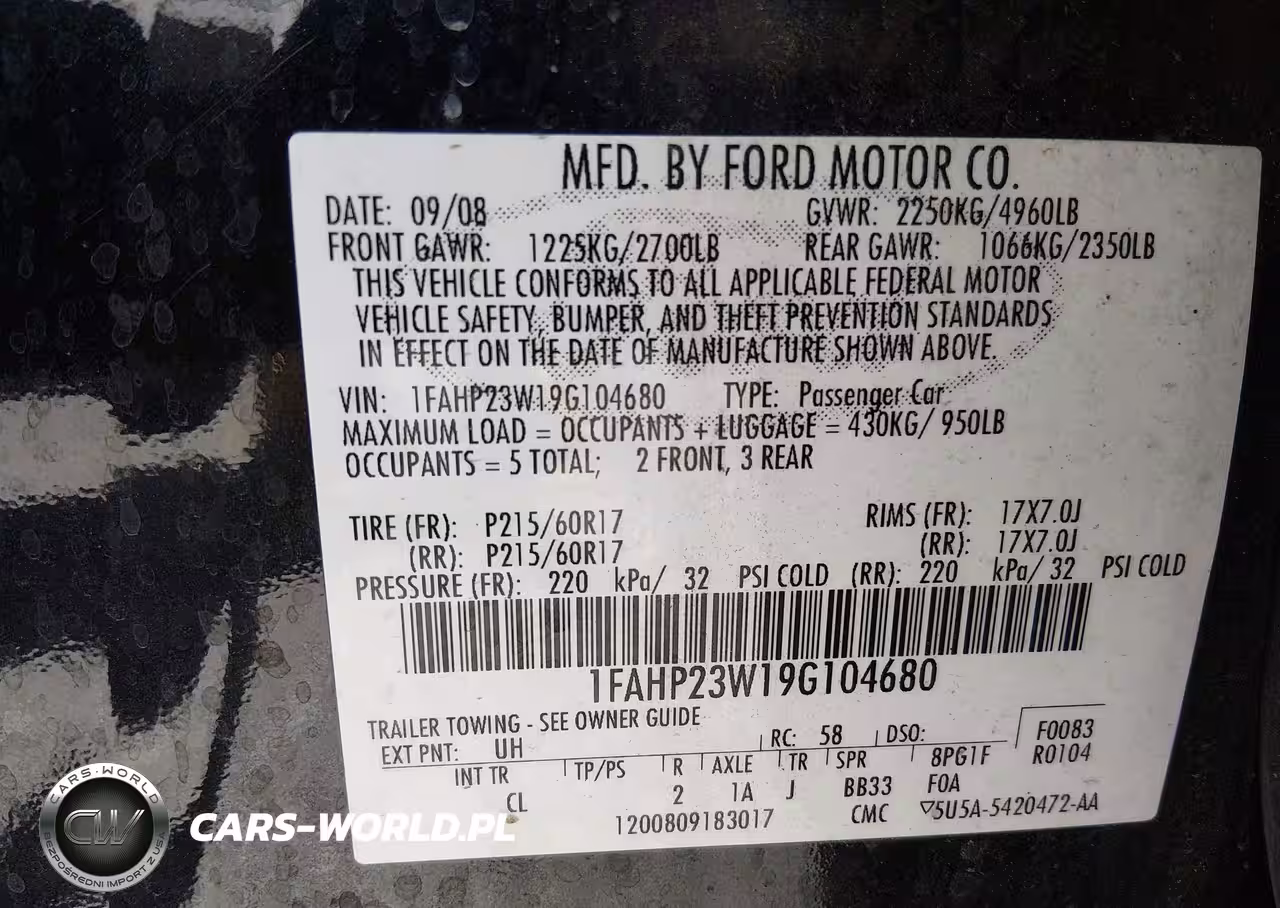 MFD. BY FORD MOTOR CO.
DATE: 09/08 GVWR: 2250KG/4960LB
FRONT GAWR: 1225KG/2700LB REAR GAWR: 1066KG/2350LB
THIS VEHICLE CONFORMS TO ALL APPLICABLE FEDERAL MOTOR
VEHICLE SAFETY, BUMPER, AND THEFT PREVENTION STANDARDS
IN EFFECT ON THE DATE OF MANUFACTURE SHOWN ABOVE.
VIN: 1FAHP23W19G104680 TYPE: Passenger Car
MAXIMUM LOAD = OCCUPANTS + LUGGAGE = 430KG/ 950LB
OCCUPANTS = 5 TOTAL; 2 FRONT, 3 REAR
TIRE (FR): P215/60R17 RIMS (FR): 17X7.0J
(RR): P215/60R17 (RR): 17X7.0J
PRESSURE (FR): 220 kPa/ 32 PSI COLD (RR): 220 kPa/ 32 PSI COLD
1FAHP23W19G104680
TRAILER TOWING - SEE OWNER GUIDE
EXT PNT: UH RC: 58 DSO: F0083
INT TR TP/PS R AXLE TR SPR 8PG1F R0104
CL 2 1A J BB33 F0A
1200809183017 CMC ▽5U5A-5420472-AA
CARS-WORLD
CW
BEZPOŚREDNI IMPORT Z USA
CARS-WORLD.PL